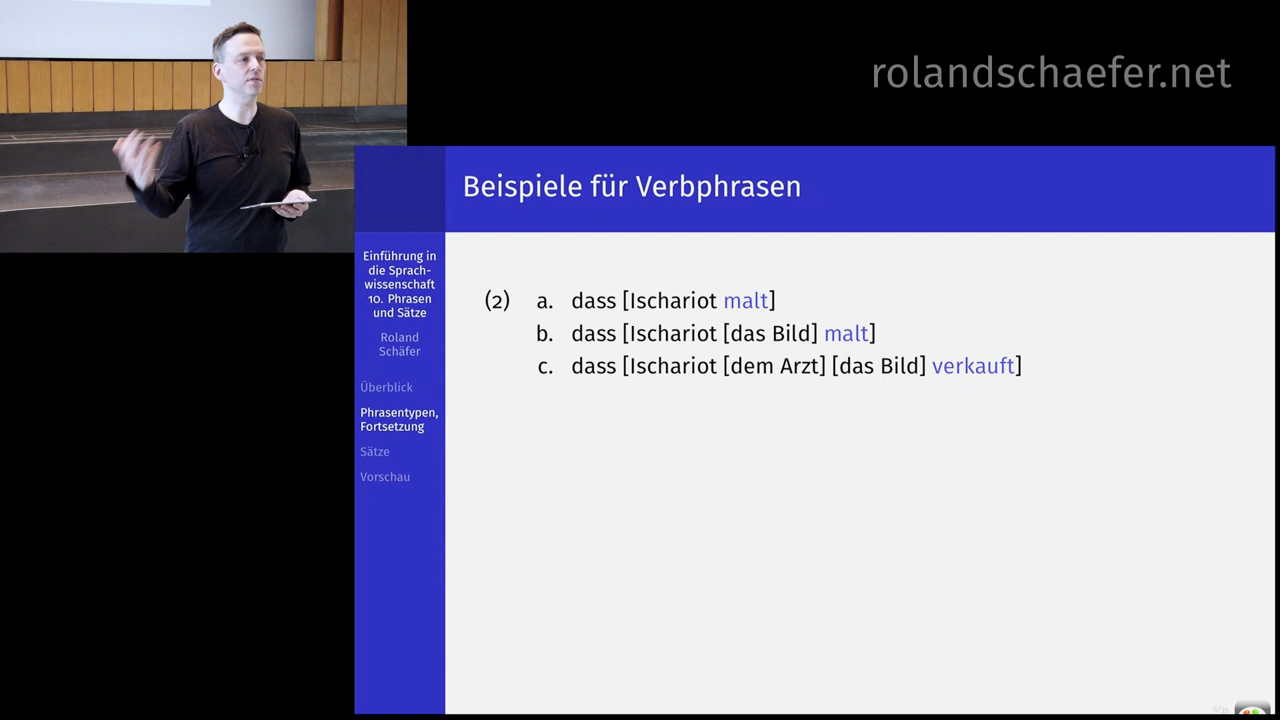 rolandschaefer.net
Beispiele für Verbphrasen
Einführung in
die Sprach-
wissenschaft
10. Phrasen
und Sätze
Roland
Schäfer
Überblick
Phrasentypen,
Fortsetzung
Sätze
Vorschau
(2) a. dass [Ischariot malt]
b. dass [Ischariot [das Bild] malt]
c. dass [Ischariot [dem Arzt] [das Bild] verkauft]